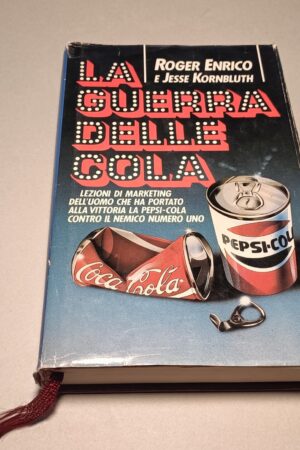 ROGER ENRICO
E JESSE KORNBLUTH
LA
GUERRA
DELLE
COLA
LEZIONI DI MARKETING
DELL'UOMO CHE HA PORTATO
ALLA VITTORIA LA PEPSI-COLA
CONTRO IL NEMICO NUMERO UNO
PEPSI-COL
Coca-Cola